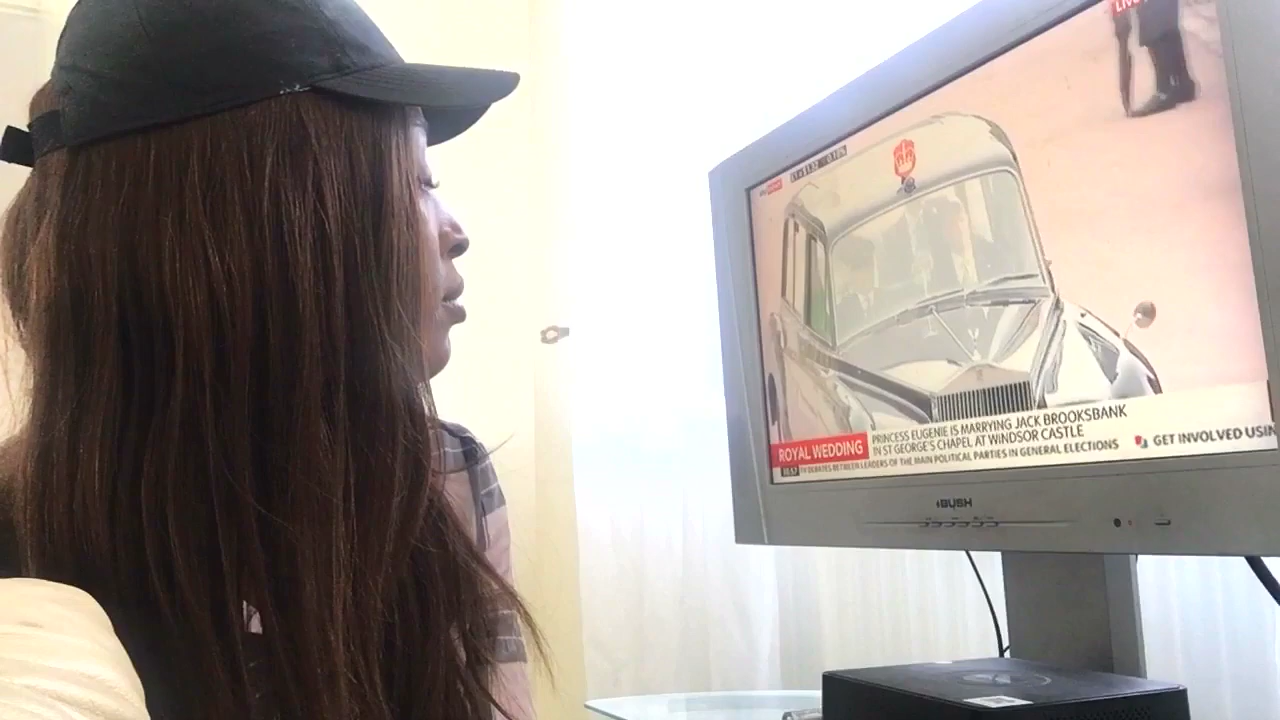 LIVE
ROYAL WEDDING
PRINCESS EUGENIE IS MARRYING JACK BROOKSBANK
IN ST GEORGE'S CHAPEL AT WINDSOR CASTLE
TV DEBATES BETWEEN LEADERS OF THE MAIN POLITICAL PARTIES IN GENERAL ELECTIONS
GET INVOLVED USIN
BUSH